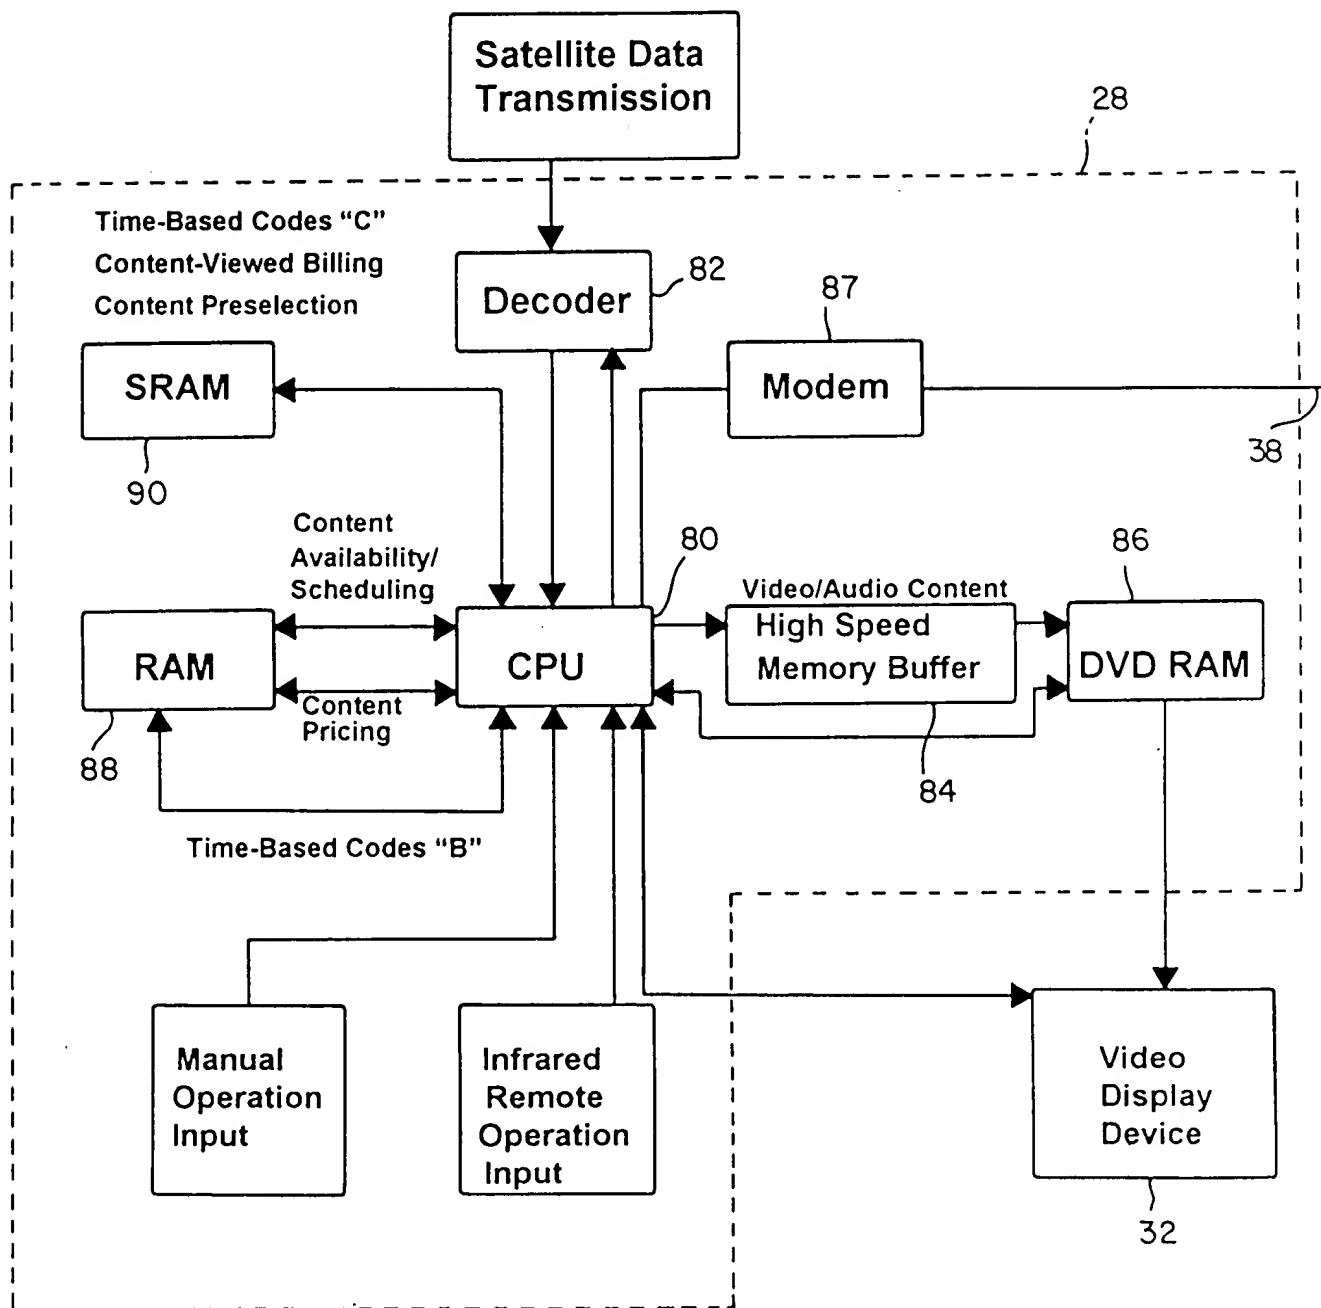 Satellite Data
Transmission
28
Time-Based Codes “C”
Content-Viewed Billing
Content Preselection
Decoder
82
87
SRAM
90
Modem
38
Content
Availability/
Scheduling
80
86
Video/Audio Content
RAM
88
CPU
High Speed
Memory Buffer
84
DVD RAM
Content
Pricing
Time-Based Codes “B”
Manual
Operation
Input
Infrared
Remote
Operation
Input
Video
Display
Device
32